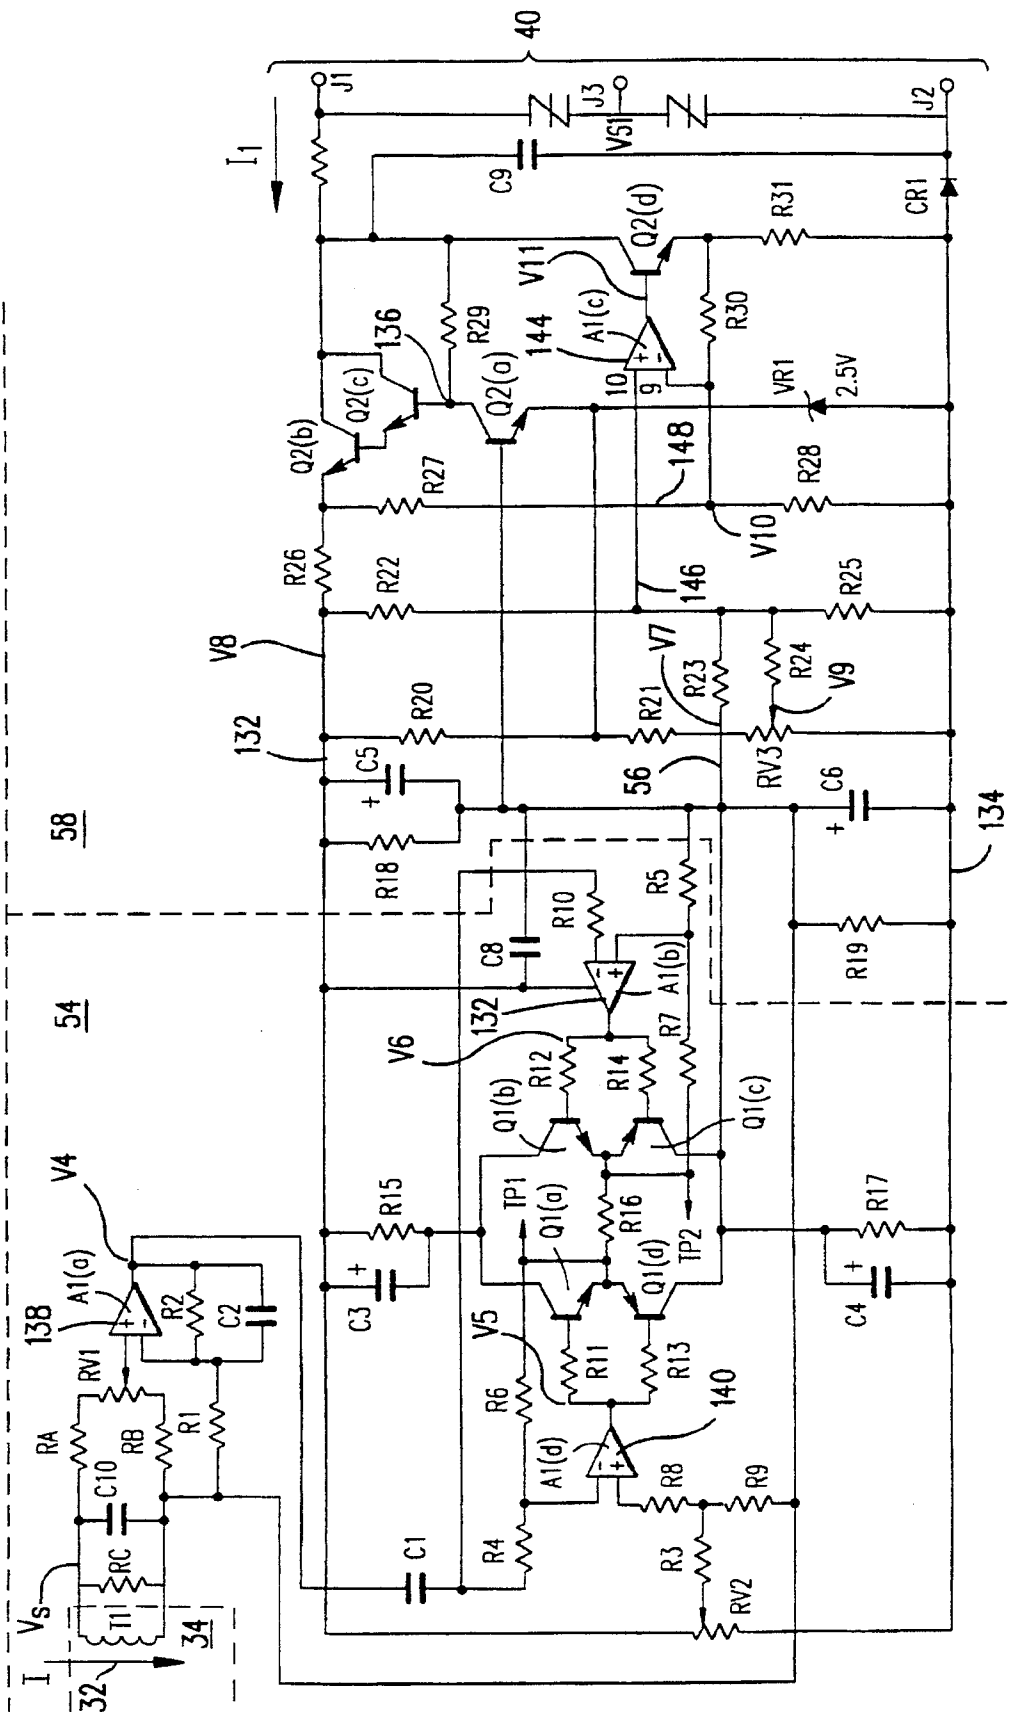 40
I1
J1
J3
VS1
J2
C9
CR1
Q2(d)
R31
V11
144
A1(c)
R30
10
9
136
R29
Q2(a)
Q2(c)
Q2(b)
VR1
2.5V
R27
148
R28
V10
R26
R22
146
R25
V8
V7
R23
R24
V9
132
R20
R21
RV3
58
C5
+
56
C6
+
134
R18
R10
R5
C8
R19
54
132
A1(b)
-
+
V6
R12
R14
R7
Q1(b)
Q1(c)
V4
TP1
R15
R16
Q1(a)
Q1(d)
TP2
R17
A1(a)
138
+
-
R2
C2
C3
+
C4
+
V5
RV1
R11
R13
RA
RB
R1
R6
140
A1(d)
-
+
C10
R8
R9
VS
RC
C1
R4
R3
RV2
T1
34
I
32